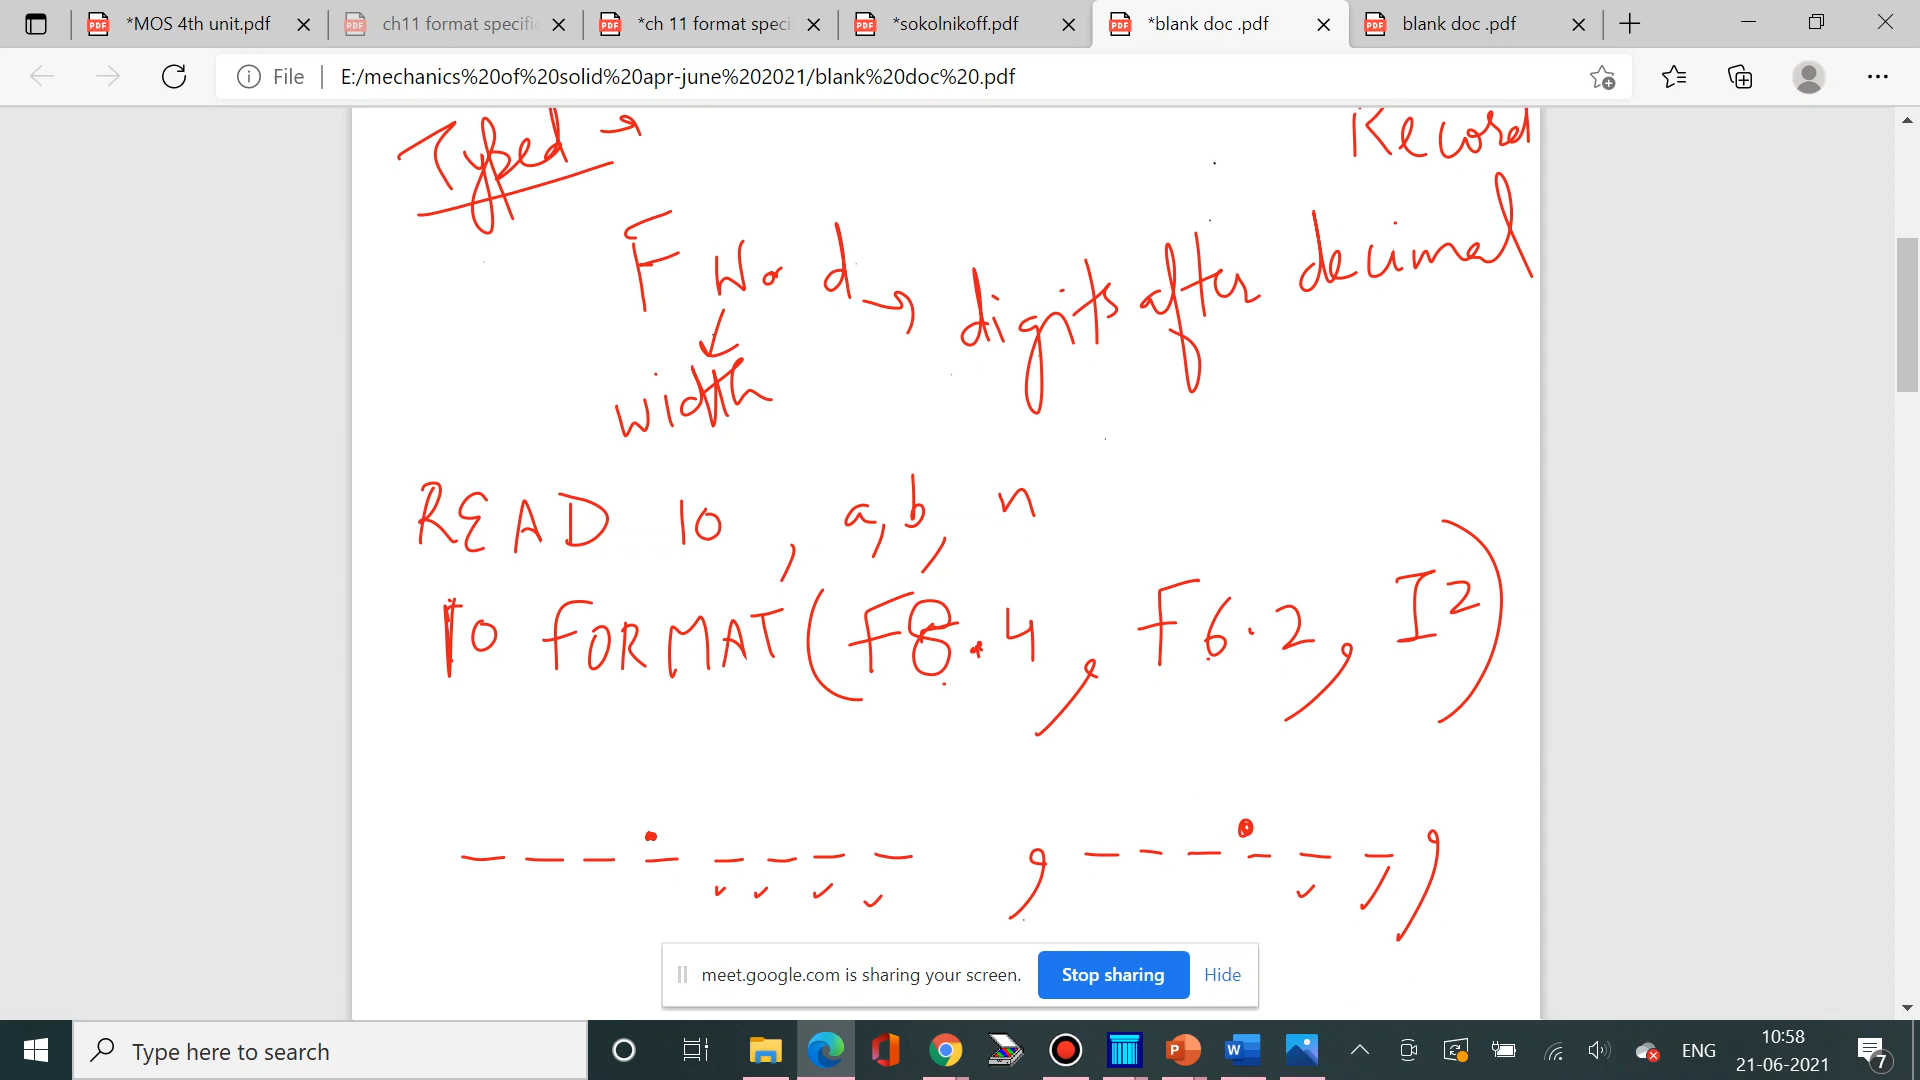 *MOS 4th unit.pdf
ch11 format specific
*ch 11 format speci
*sokolnikoff.pdf
*blank doc .pdf
blank doc .pdf
File
E:/mechanics%20of%20solid%20apr-june%202021/blank%20doc%20.pdf
Typed →
Record
F w . d → digits after decimal
width
READ 10 , a, b, n
10 FORMAT ( F8.4 , F6.2 , I2 )
meet.google.com is sharing your screen.
Stop sharing
Hide
Type here to search
ENG
10:58
21-06-2021
7